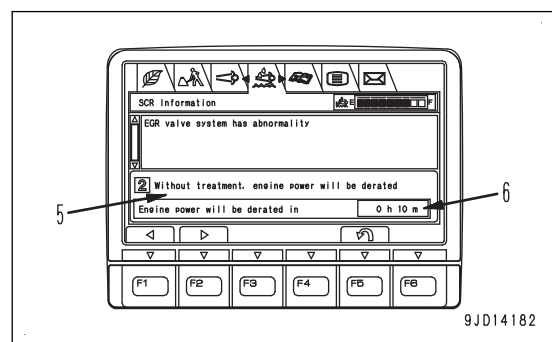 SCR Information E F
EGR valve system has abnormality
2 Without treatment, engine power will be derated
5
Engine power will be derated in 0 h 10 m
6
F1 F2 F3 F4 F5 F6
9JD14182